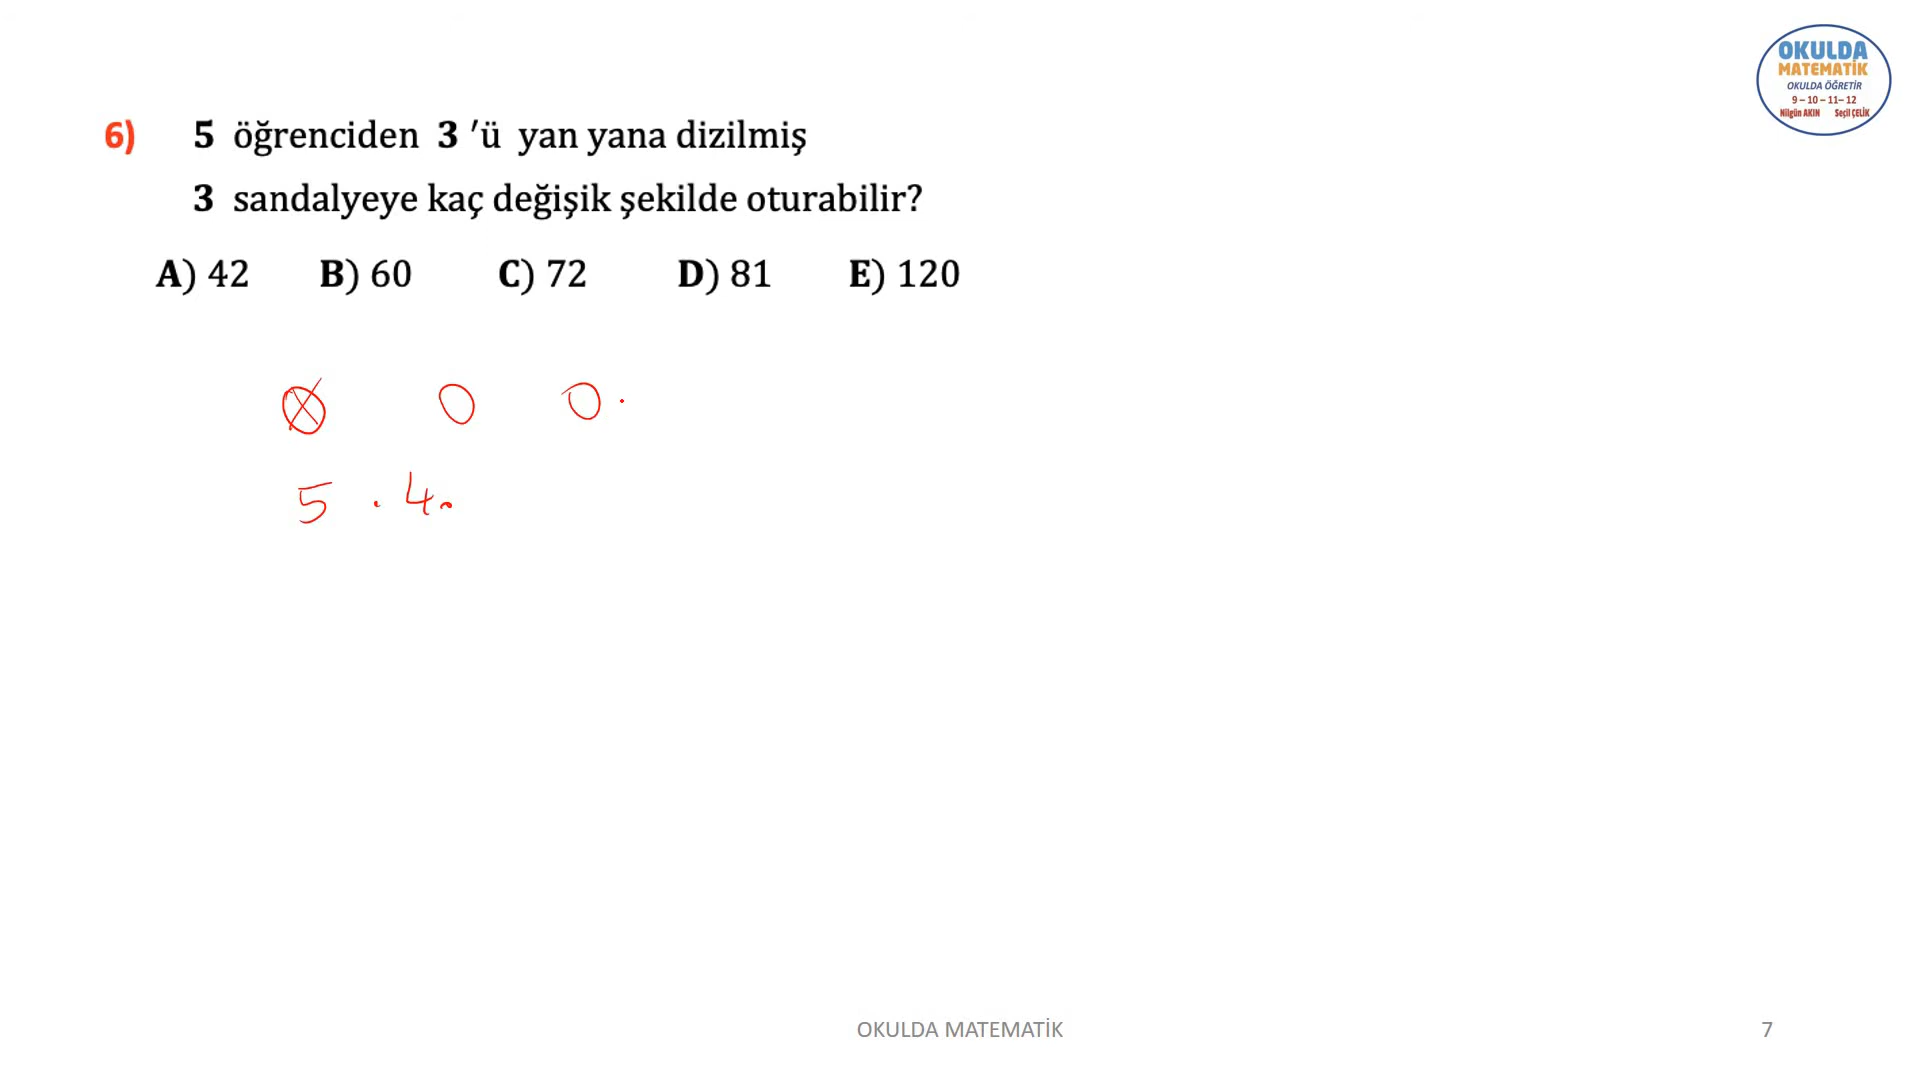 OKULDA
MATEMATİK
OKULDA ÖĞRETİR
9 – 10 – 11– 12
Nilgün AKIN Seçil ÇELİK
6) 5 öğrenciden 3 ′ü yan yana dizilmiş
3 sandalyeye kaç değişik şekilde oturabilir?
A) 42 B) 60 C) 72 D) 81 E) 120
5 . 4.
OKULDA MATEMATİK 7